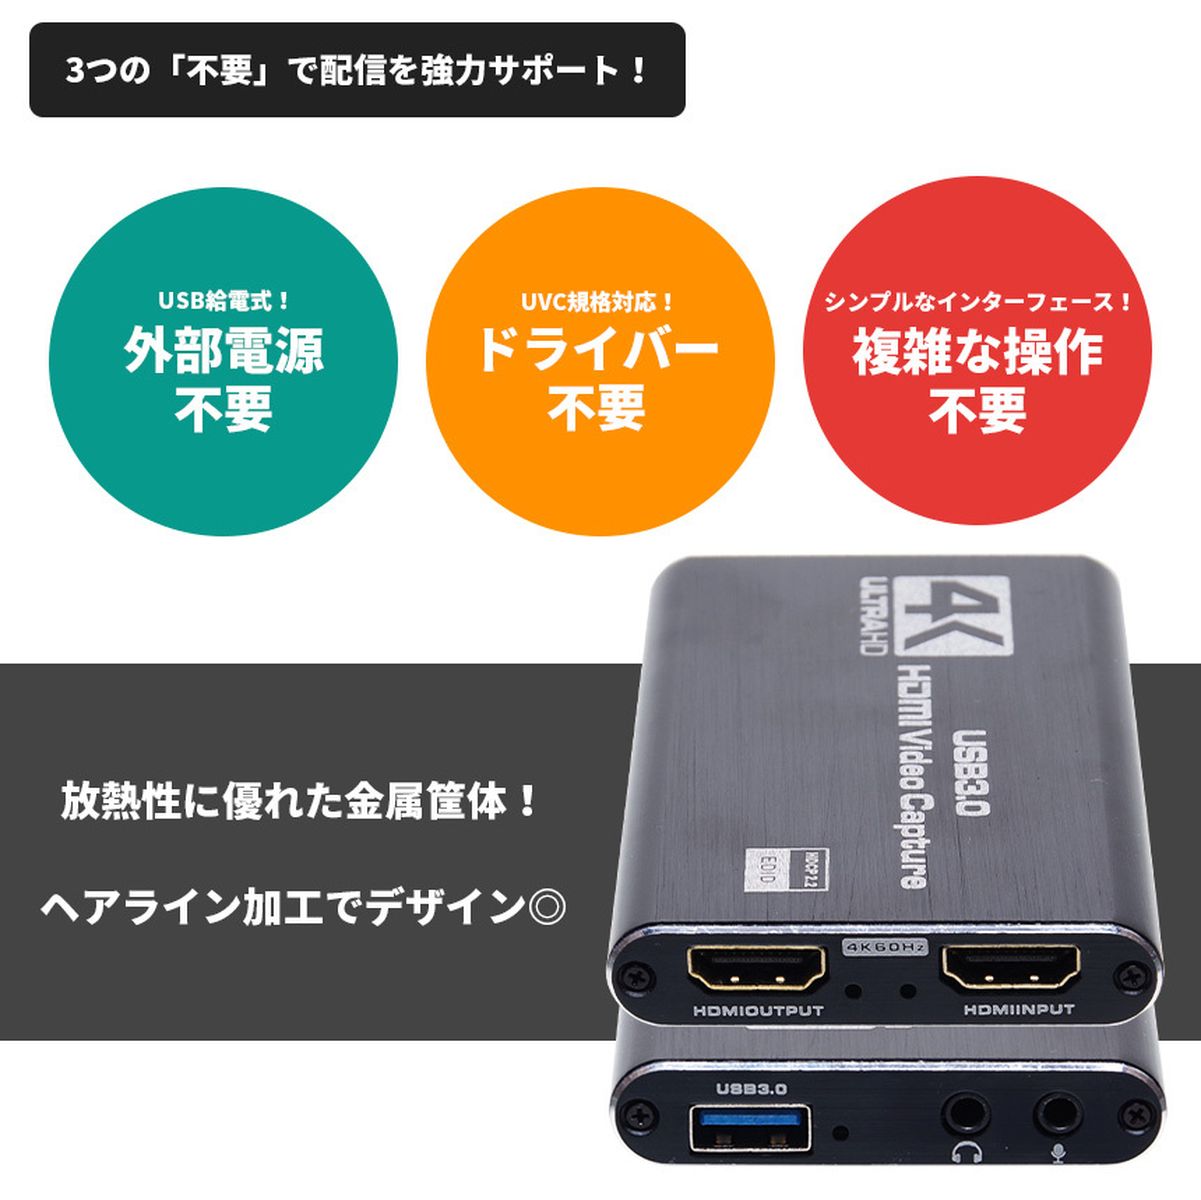 3つの「不要」で配信を強力サポート！
USB給電式！
外部電源
不要
UVC規格対応！
ドライバー
不要
シンプルなインターフェース！
複雑な操作
不要
放熱性に優れた金属筐体！
ヘアライン加工でデザイン◎
4K
ULTRAHD
HDMI Video Capture
USB3.0
HDCP 2.2
EDID
4K60Hz
HDMIOUTPUT
HDMIINPUT
USB3.0